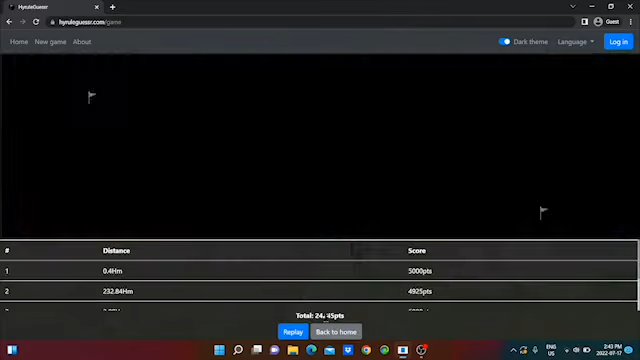 HyruleGuessr
hyruleguessr.com/game
Guest
Home New game About Dark theme Language Log in
# Distance Score
1 0.4Hm 5000pts
2 232.84Hm 4925pts
Replay Back to home
ENG
US
2:43 PM
2022-07-17